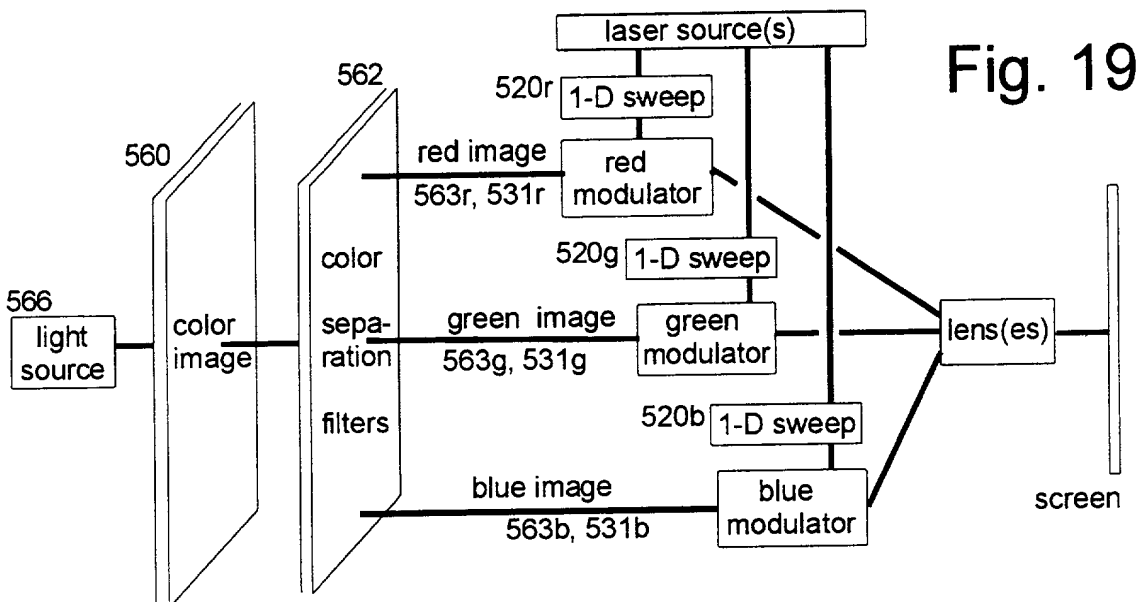 laser source(s)
Fig. 19
562
520r
1-D sweep
560
red image
563r, 531r
red
modulator
color
520g
1-D sweep
566
light
source
color
image
sepa-
ration
green image
563g, 531g
green
modulator
lens(es)
filters
520b
1-D sweep
blue image
563b, 531b
blue
modulator
screen